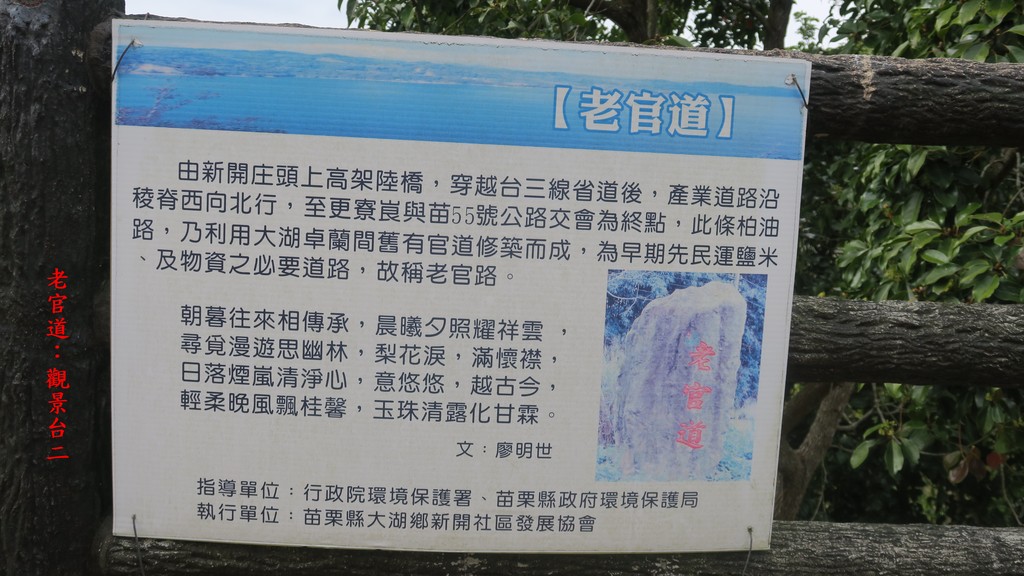 【老官道】
由新開庄頭上高架陸橋，穿越台三線省道後，產業道路沿
稜脊西向北行，至更寮崀與苗55號公路交會為終點，此條柏油
路，乃利用大湖卓蘭間舊有官道修築而成，為早期先民運鹽米
、及物資之必要道路，故稱老官路。
朝暮往來相傳承，晨曦夕照耀祥雲，
尋覓漫遊思幽林，梨花淚，滿懷襟，
日落煙嵐清淨心，意悠悠，越古今，
輕柔晚風飄桂馨，玉珠清露化甘霖。
文：廖明世
指導單位：行政院環境保護署、苗栗縣政府環境保護局
執行單位：苗栗縣大湖鄉新開社區發展協會
老官道
老官道：觀景台二